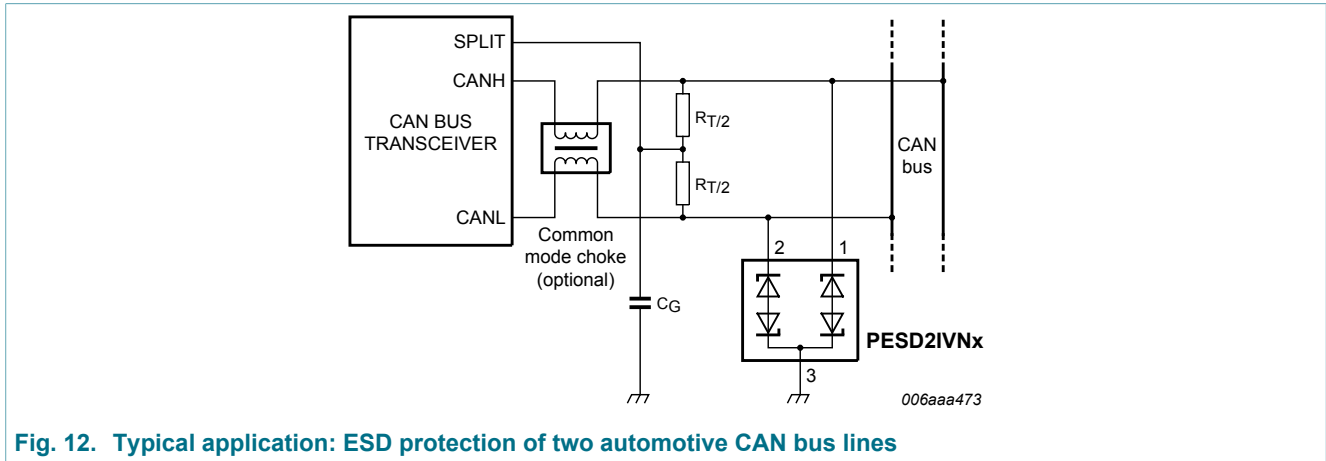 SPLIT
CANH
CAN BUS
TRANSCEIVER
CANL
Common
mode choke
(optional)
RT/2
RT/2
CG
CAN
bus
2
1
PESD2IVNx
3
006aaa473
Fig. 12. Typical application: ESD protection of two automotive CAN bus lines